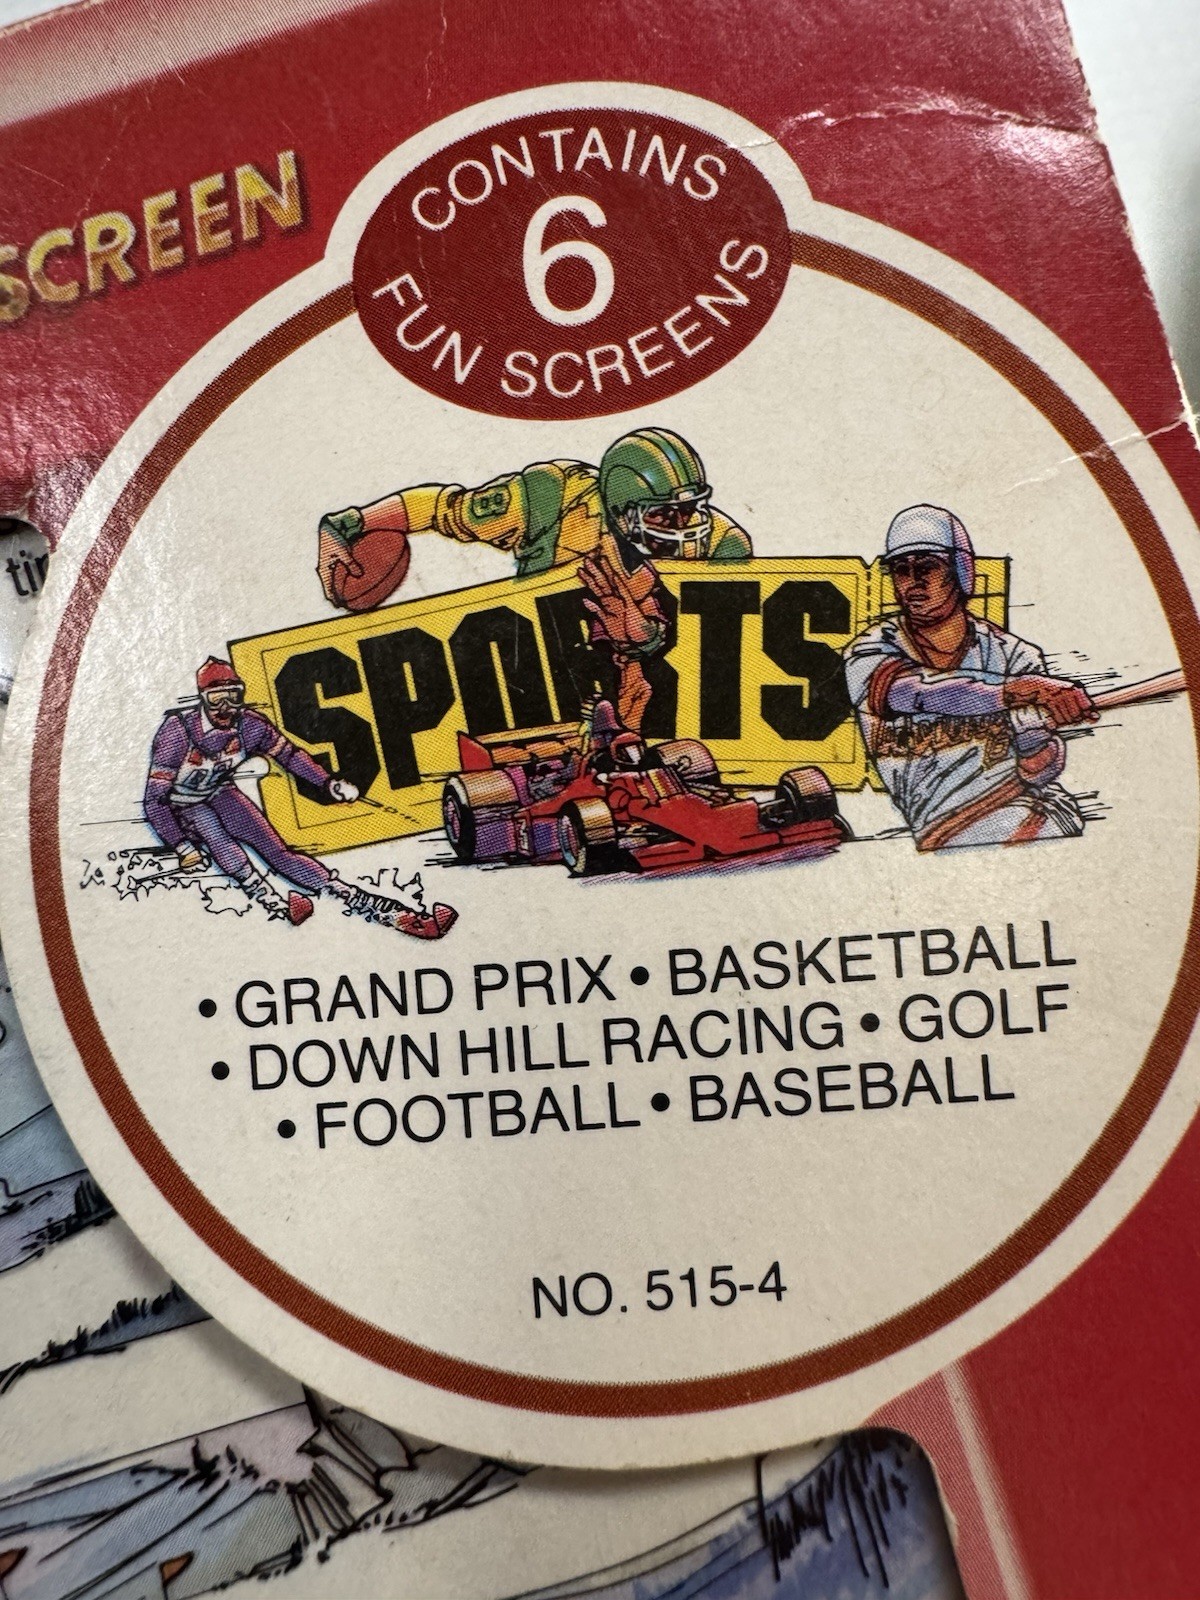 SCREEN
CONTAINS
6
FUN SCREENS
SPORTS
• GRAND PRIX • BASKETBALL
• DOWN HILL RACING • GOLF
• FOOTBALL • BASEBALL
NO. 515-4